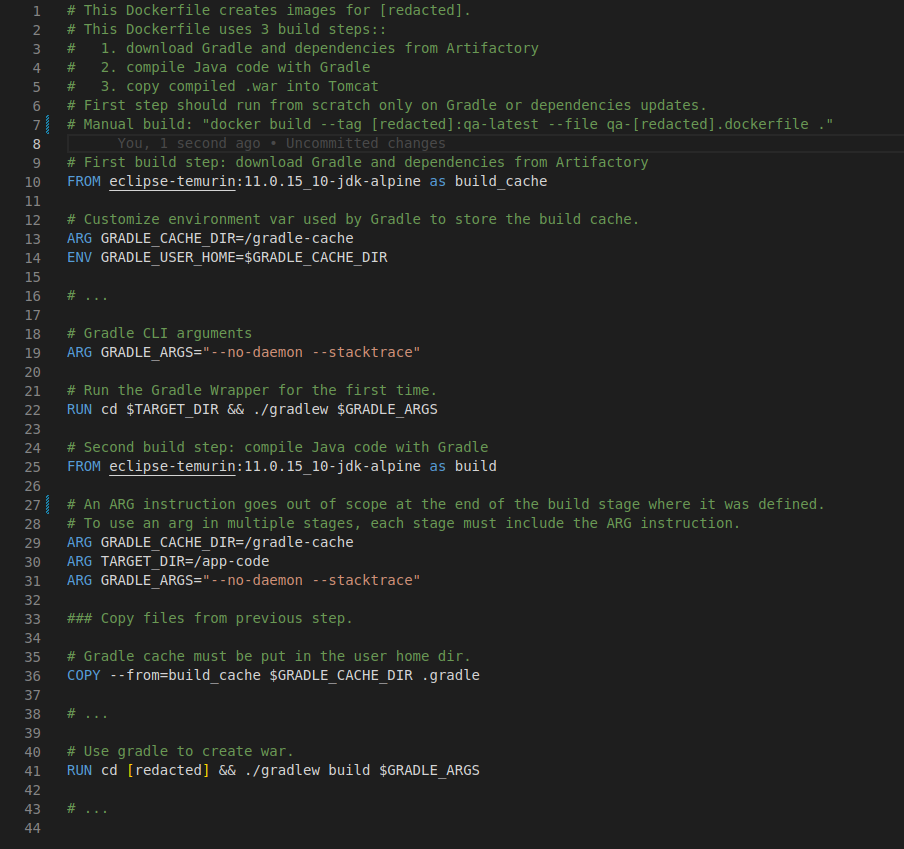 1 # This Dockerfile creates images for [redacted].
2 # This Dockerfile uses 3 build steps::
3 #   1. download Gradle and dependencies from Artifactory
4 #   2. compile Java code with Gradle
5 #   3. copy compiled .war into Tomcat
6 # First step should run from scratch only on Gradle or dependencies updates.
7 # Manual build: "docker build --tag [redacted]:qa-latest --file qa-[redacted].dockerfile ."
8 You, 1 second ago • Uncommitted changes
9 # First build step: download Gradle and dependencies from Artifactory
10 FROM eclipse-temurin:11.0.15_10-jdk-alpine as build_cache
11
12 # Customize environment var used by Gradle to store the build cache.
13 ARG GRADLE_CACHE_DIR=/gradle-cache
14 ENV GRADLE_USER_HOME=$GRADLE_CACHE_DIR
15
16 # ...
17
18 # Gradle CLI arguments
19 ARG GRADLE_ARGS="--no-daemon --stacktrace"
20
21 # Run the Gradle Wrapper for the first time.
22 RUN cd $TARGET_DIR && ./gradlew $GRADLE_ARGS
23
24 # Second build step: compile Java code with Gradle
25 FROM eclipse-temurin:11.0.15_10-jdk-alpine as build
26
27 # An ARG instruction goes out of scope at the end of the build stage where it was defined.
28 # To use an arg in multiple stages, each stage must include the ARG instruction.
29 ARG GRADLE_CACHE_DIR=/gradle-cache
30 ARG TARGET_DIR=/app-code
31 ARG GRADLE_ARGS="--no-daemon --stacktrace"
32
33 ### Copy files from previous step.
34
35 # Gradle cache must be put in the user home dir.
36 COPY --from=build_cache $GRADLE_CACHE_DIR .gradle
37
38 # ...
39
40 # Use gradle to create war.
41 RUN cd [redacted] && ./gradlew build $GRADLE_ARGS
42
43 # ...
44